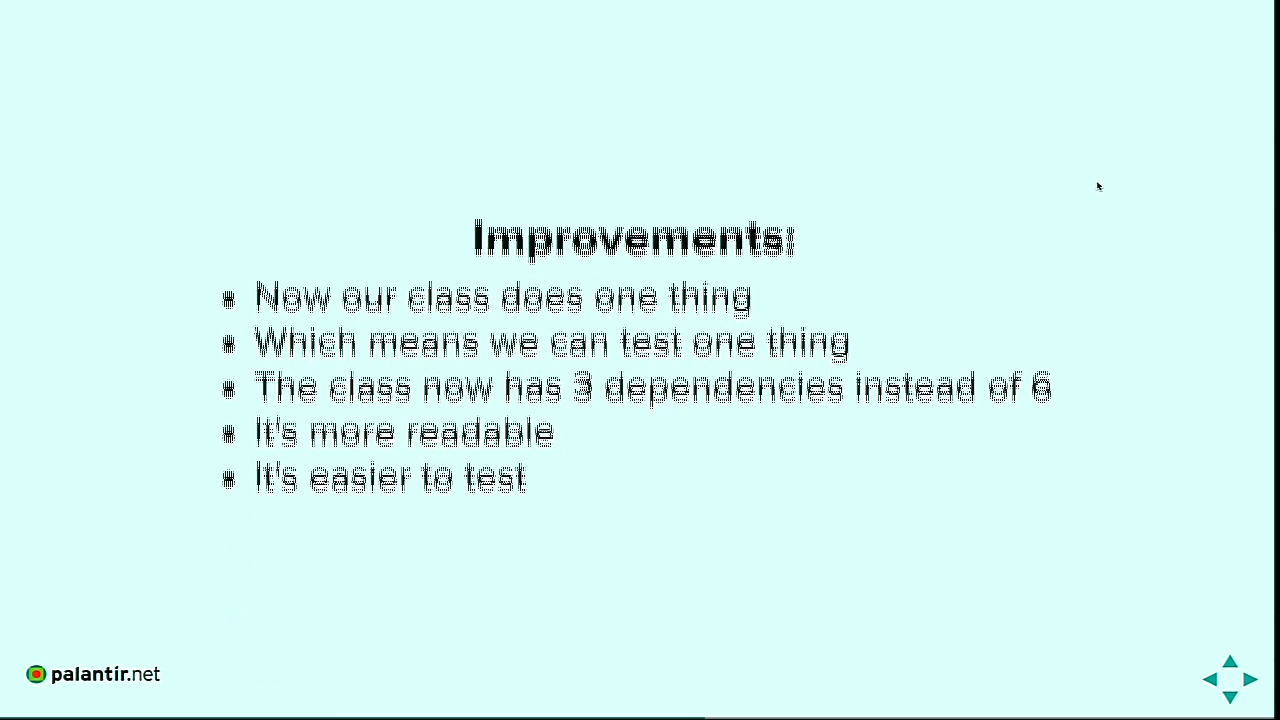 Improvements:
• Now our class does one thing
• Which means we can test one thing
• The class now has 3 dependencies instead of 6
• It's more readable
• It's easier to test
palantir.net